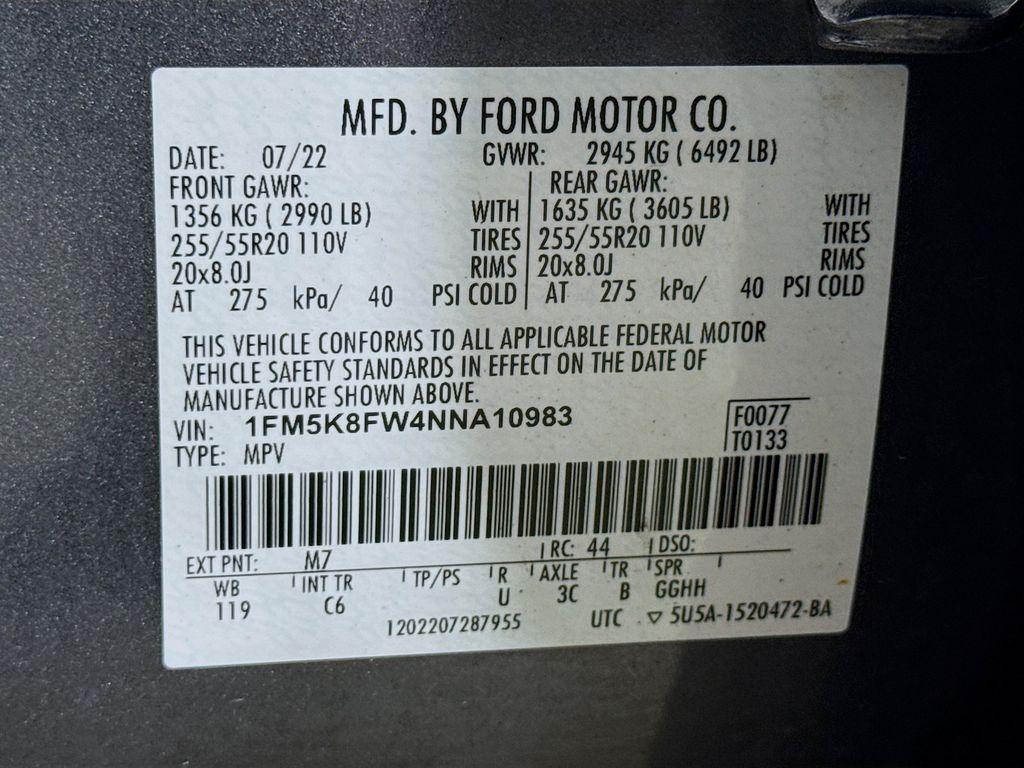 MFD. BY FORD MOTOR CO.
DATE: 07/22 GVWR: 2945 KG ( 6492 LB)
FRONT GAWR: REAR GAWR:
1356 KG ( 2990 LB) WITH 1635 KG ( 3605 LB) WITH
255/55R20 110V TIRES 255/55R20 110V TIRES
20x8.0J RIMS 20x8.0J RIMS
AT 275 kPa/ 40 PSI COLD AT 275 kPa/ 40 PSI COLD
THIS VEHICLE CONFORMS TO ALL APPLICABLE FEDERAL MOTOR
VEHICLE SAFETY STANDARDS IN EFFECT ON THE DATE OF
MANUFACTURE SHOWN ABOVE.
VIN: 1FM5K8FW4NNA10983 F0077
TYPE: MPV T0133
EXT PNT: M7 RC: 44 DSO:
WB INT TR TP/PS R AXLE TR SPR
119 C6 U 3C B GGHH
1202207287955 UTC ▽ 5U5A-1520472-BA